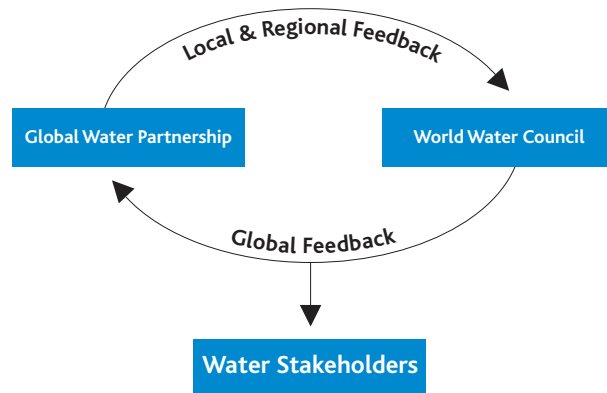 Local & Regional Feedback
Global Water Partnership
World Water Council
Global Feedback
Water Stakeholders